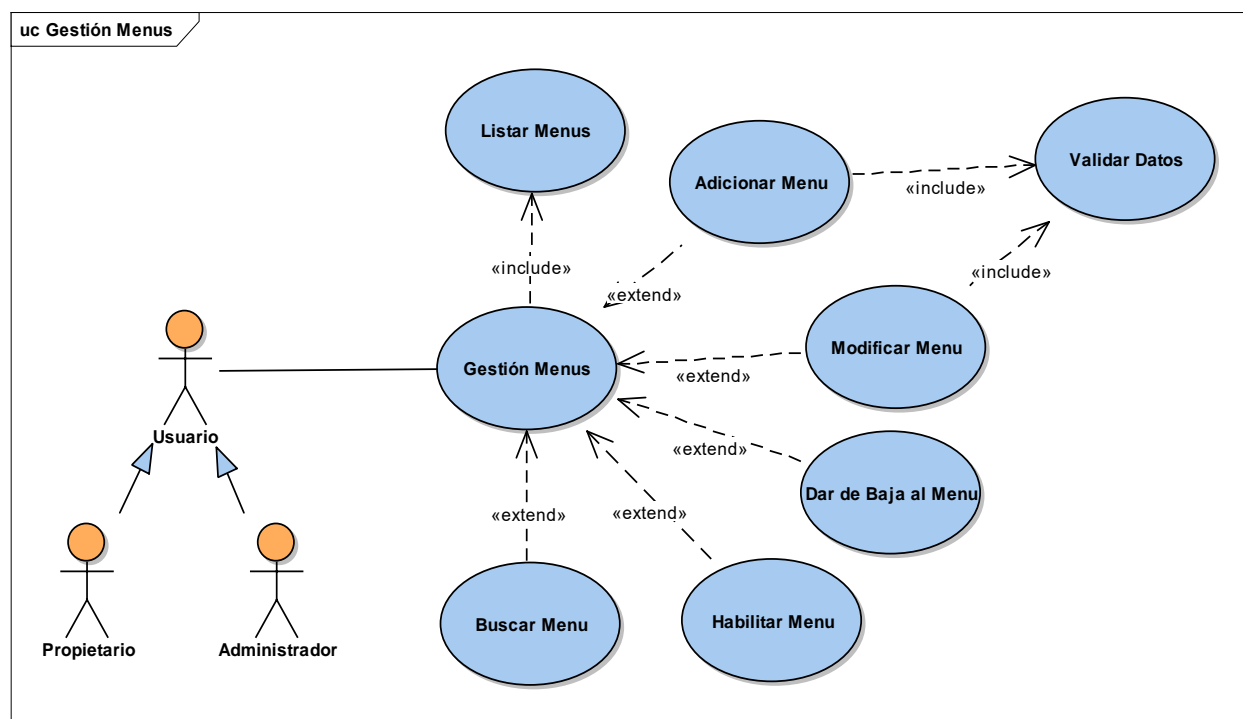 uc Gestión Menus
Listar Menus
Adicionar Menu
Validar Datos
«include»
«include»
«include»
«extend»
Gestión Menus
Modificar Menu
«extend»
Usuario
«extend»
Dar de Baja al Menu
«extend»
«extend»
Buscar Menu
Habilitar Menu
Propietario
Administrador